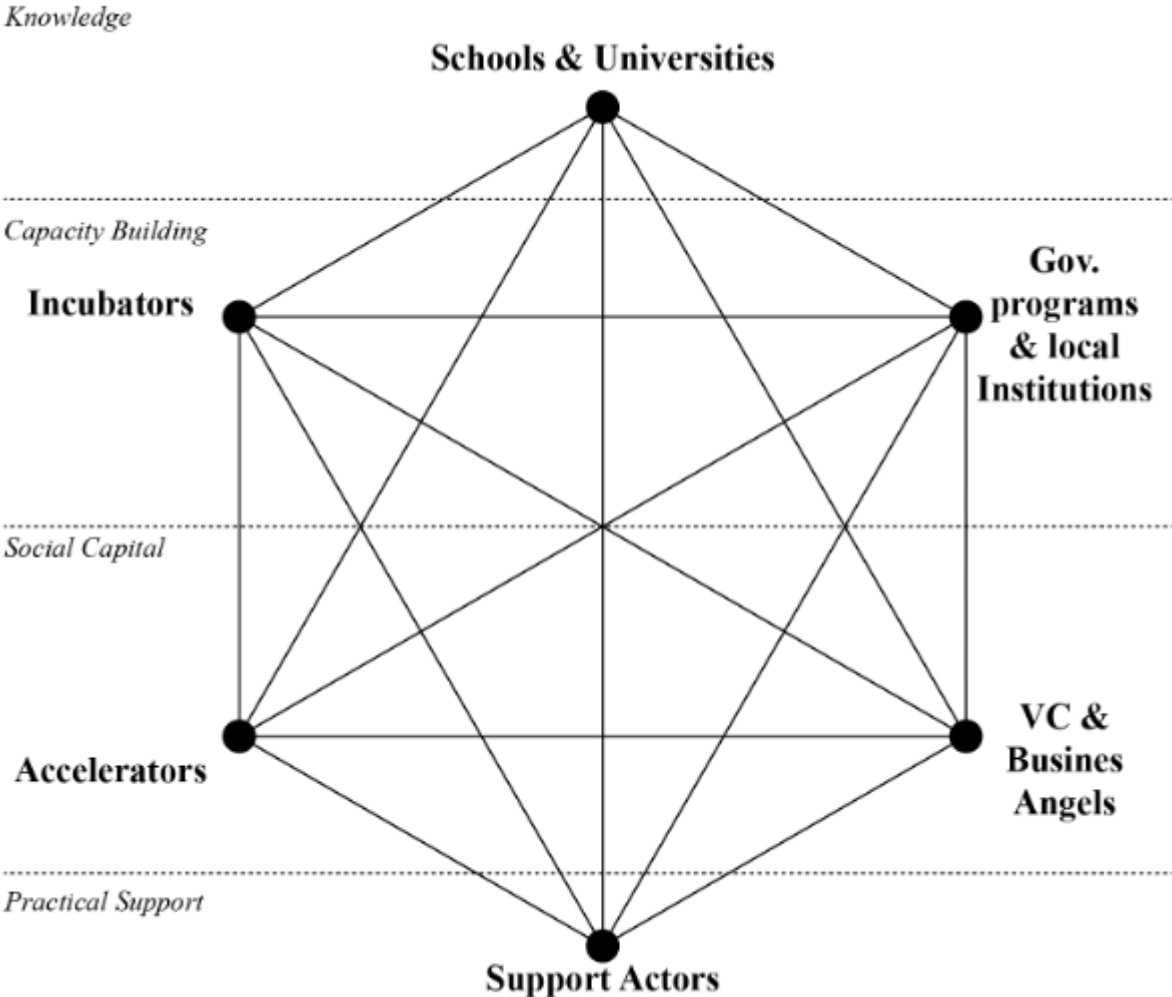 Knowledge
Schools & Universities
Capacity Building
Incubators
Gov.
programs
& local
Institutions
Social Capital
Accelerators
VC &
Busines
Angels
Practical Support
Support Actors